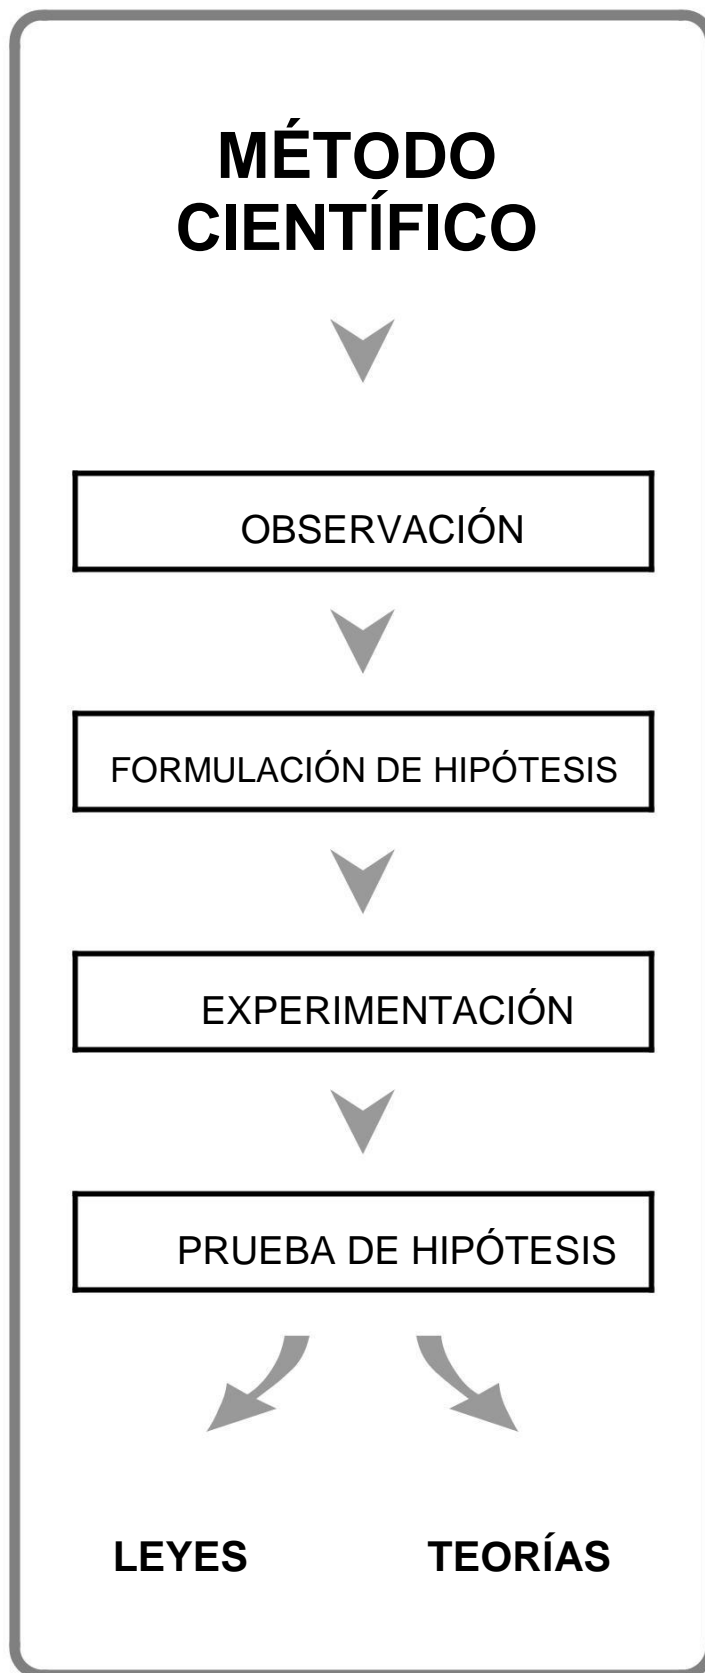 MÉTODO
CIENTÍFICO
OBSERVACIÓN
FORMULACIÓN DE HIPÓTESIS
EXPERIMENTACIÓN
PRUEBA DE HIPÓTESIS
LEYES TEORÍAS